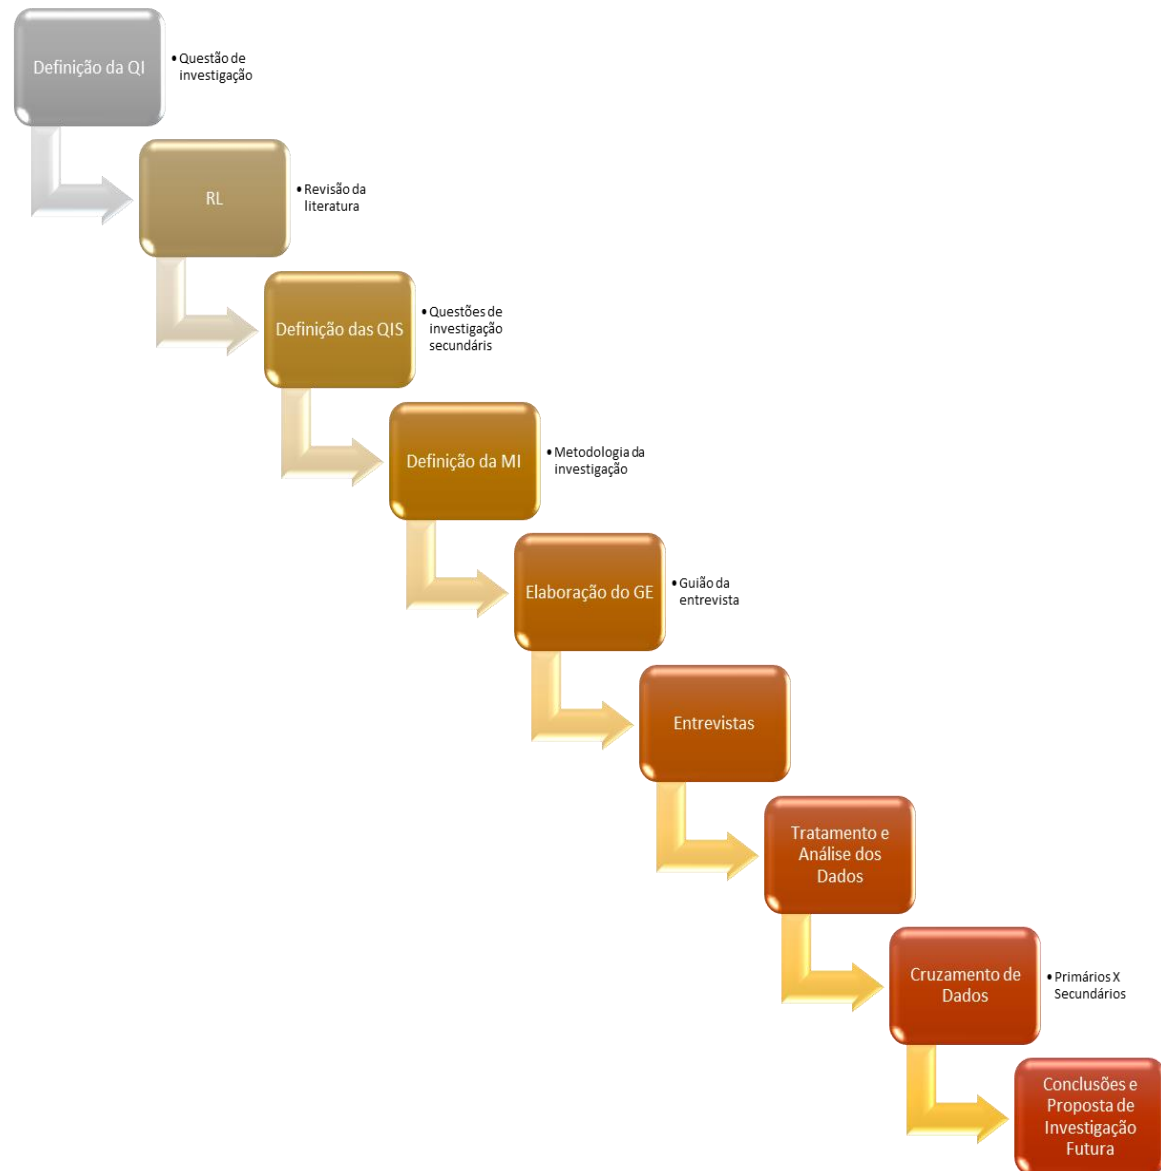 Definição da QI
• Questão de
investigação
RL
• Revisão da
literatura
Definição das QIS
• Questões de
investigação
secundáris
Definição da MI
• Metodologia da
investigação
Elaboração do GE
• Guião da
entrevista
Entrevistas
Tratamento e
Análise dos
Dados
Cruzamento de
Dados
• Primários X
Secundários
Conclusões e
Proposta de
Investigação
Futura